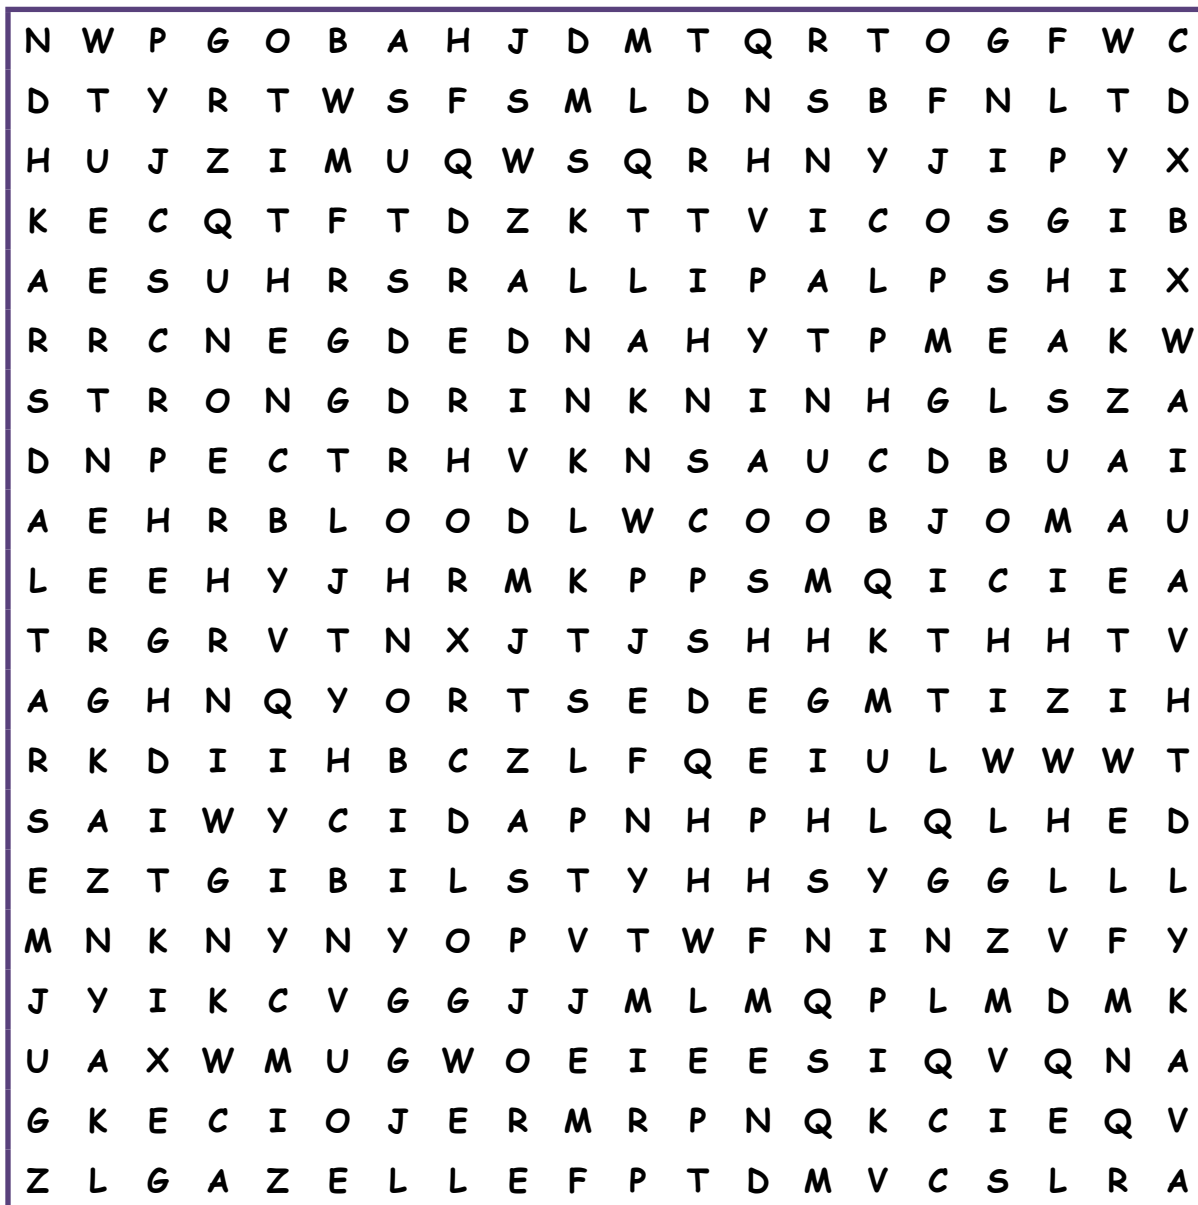 N W P G O B A H J D M T Q R T O G F W C
D T Y R T W S F S M L D N S B F N L T D
H U J Z I M U Q W S Q R H N Y J I P Y X
K E C Q T F T D Z K T T V I C O S G I B
A E S U H R S R A L L I P A L P S H I X
R R C N E G D E D N A H Y T P M E A K W
S T R O N G D R I N K N I N H G L S Z A
D N P E C T R H V K N S A U C D B U A I
A E H R B L O O D L W C O O B J O M A U
L E E H Y J H R M K P P S M Q I C I E A
T R G R V T N X J T J S H H K T H H T V
A G H N Q Y O R T S E D E G M T I Z I H
R K D I I H B C Z L F Q E I U L W W W T
S A I W Y C I D A P N H P H L Q L H E D
E Z T G I B I L S T Y H H S Y G G L L L
M N K N Y N Y O P V T W F N I N Z V F Y
J Y I K C V G G J J M L M Q P L M D M K
U A X W M U G W O E I E E S I Q V Q N A
G K E C I O J E R M R P N Q K C I E Q V
Z L G A Z E L L E F P T D M V C S L R A